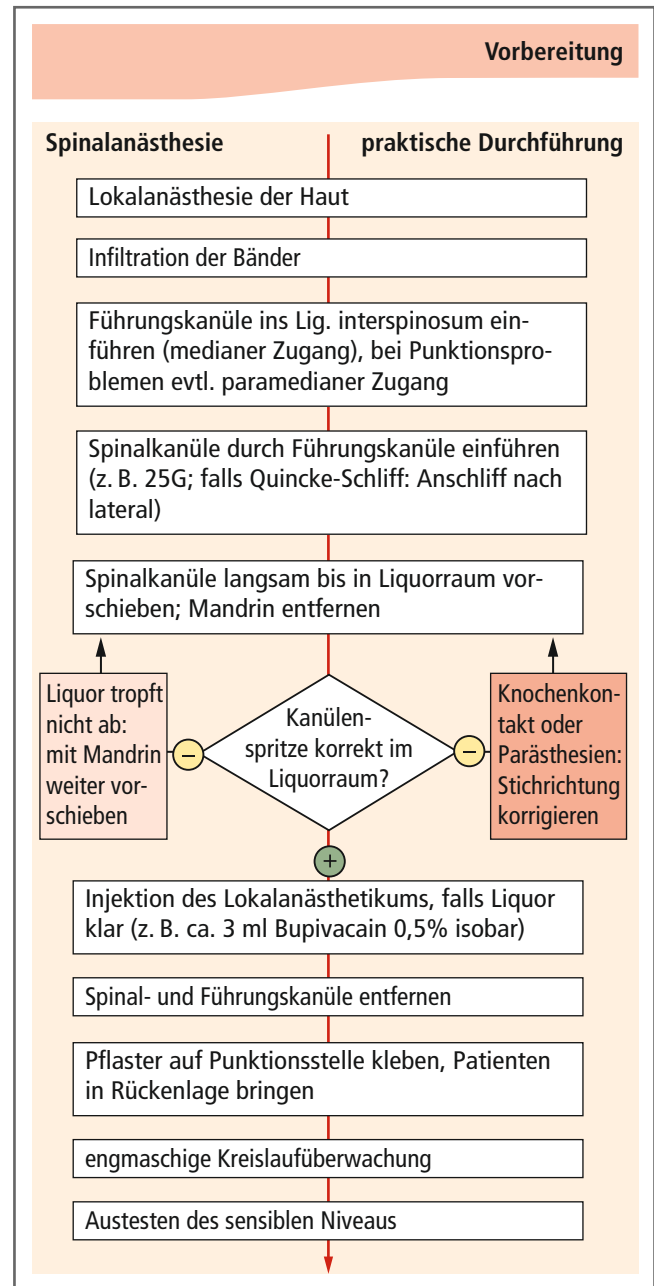 Vorbereitung
Spinalanästhesie
praktische Durchführung
Lokalanästhesie der Haut
Infiltration der Bänder
Führungskanüle ins Lig. interspinosum ein-
führen (medianer Zugang), bei Punktionspro-
blemen evtl. paramedianer Zugang
Spinalkanüle durch Führungskanüle einführen
(z. B. 25G; falls Quincke-Schliff: Anschliff nach
lateral)
Spinalkanüle langsam bis in Liquorraum vor-
schieben; Mandrin entfernen
Liquor tropft
nicht ab:
mit Mandrin
weiter vor-
schieben
–
Kanülen-
spritze korrekt im
Liquorraum?
–
Knochenkon-
takt oder
Parästhesien:
Stichrichtung
korrigieren
+
Injektion des Lokalanästhetikums, falls Liquor
klar (z. B. ca. 3 ml Bupivacain 0,5% isobar)
Spinal- und Führungskanüle entfernen
Pflaster auf Punktionsstelle kleben, Patienten
in Rückenlage bringen
engmaschige Kreislaufüberwachung
Austesten des sensiblen Niveaus